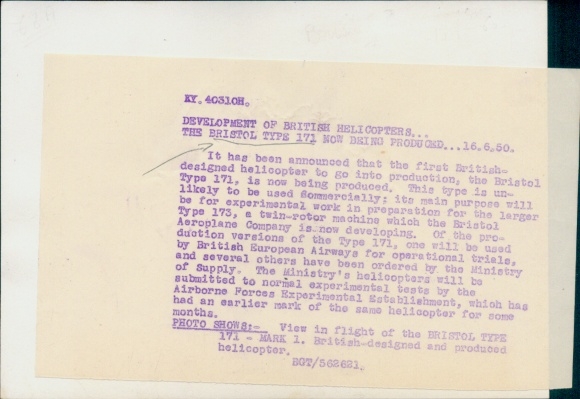 KY.40310H.
DEVELOPMENT OF BRITISH HELICOPTERS...
THE BRISTOL TYPE 171 NOW BEING PRODUCED...16.6.50.
It has been announced that the first British-
designed helicopter to go into production, the Bristol
Type 171, is now being produced. This type is un-
likely to be used commercially; its main purpose will
be for experimental work in preparation for the larger
Type 173, a twin-rotor machine which the Bristol
Aeroplane Company is now developing. Of the pro-
duction versions of the Type 171, one will be used
by British European Airways for operational trials,
and several others have been ordered by the Ministry
of Supply. The Ministry's helicopters will be
submitted to normal experimental tests by the
Airborne Forces Experimental Establishment, which has
had an earlier mark of the same helicopter for some
months.
PHOTO SHOWS:- View in flight of the BRISTOL TYPE
171 - MARK 1. British-designed and produced
helicopter.
SGT/562621.